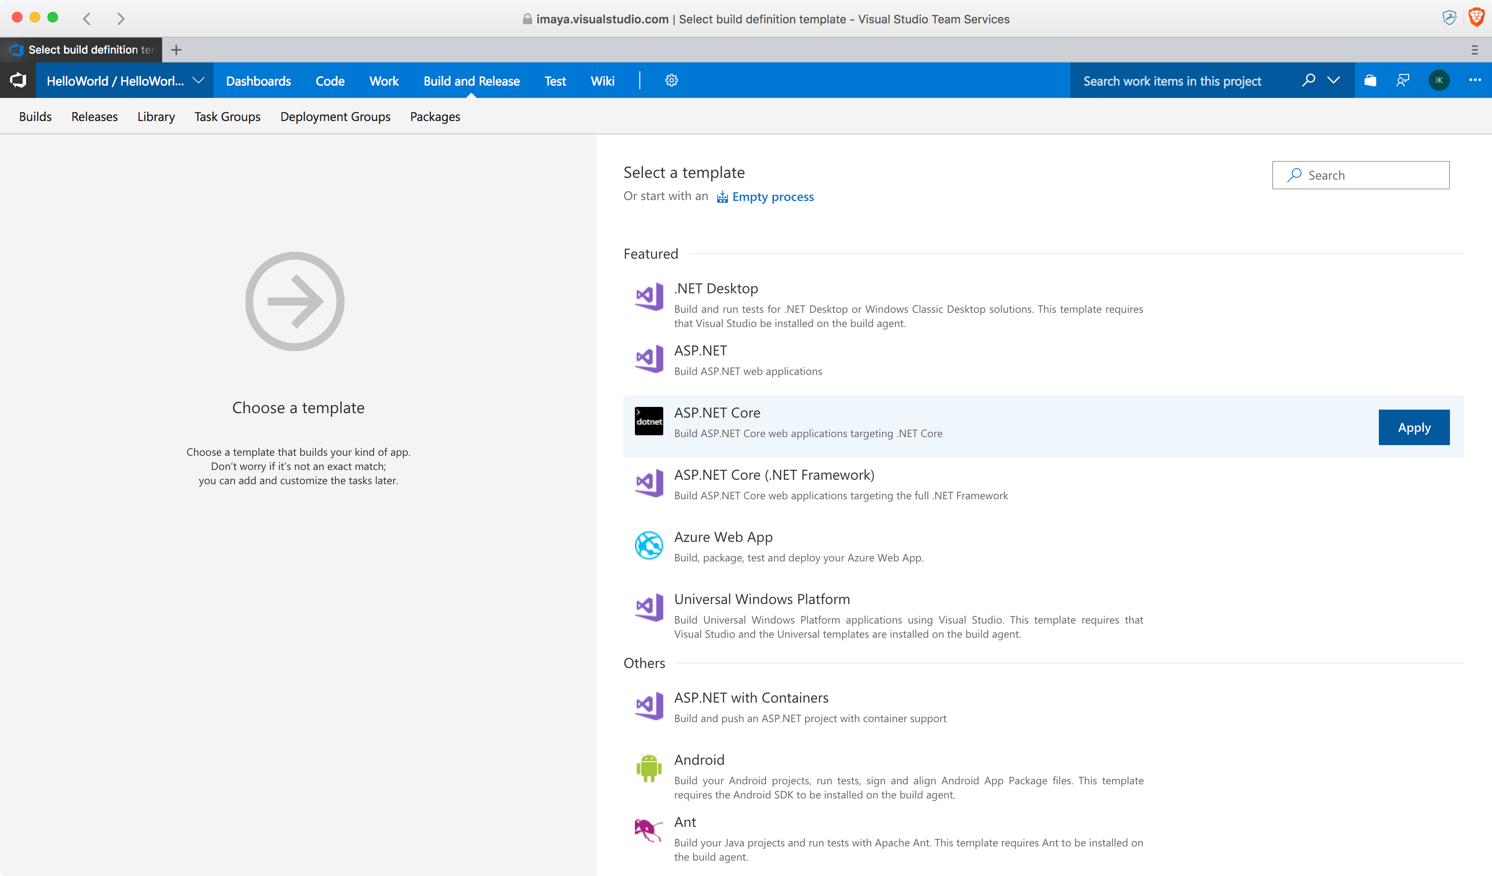 imaya.visualstudio.com | Select build definition template - Visual Studio Team Services
Select build definition ter
HelloWorld / HelloWorl...
Dashboards
Code
Work
Build and Release
Test
Wiki
Search work items in this project
IK
Builds
Releases
Library
Task Groups
Deployment Groups
Packages
Select a template
Search
Or start with an Empty process
Choose a template
Choose a template that builds your kind of app.
Don't worry if it's not an exact match;
you can add and customize the tasks later.
Featured
.NET Desktop
Build and run tests for .NET Desktop or Windows Classic Desktop solutions. This template requires
that Visual Studio be installed on the build agent.
ASP.NET
Build ASP.NET web applications
dotnet
ASP.NET Core
Build ASP.NET Core web applications targeting .NET Core
Apply
ASP.NET Core (.NET Framework)
Build ASP.NET Core web applications targeting the full .NET Framework
Azure Web App
Build, package, test and deploy your Azure Web App.
Universal Windows Platform
Build Universal Windows Platform applications using Visual Studio. This template requires that
Visual Studio and the Universal templates are installed on the build agent.
Others
ASP.NET with Containers
Build and push an ASP.NET project with container support
Android
Build your Android projects, run tests, sign and align Android App Package files. This template
requires the Android SDK to be installed on the build agent.
Ant
Build your Java projects and run tests with Apache Ant. This template requires Ant to be installed on
the build agent.